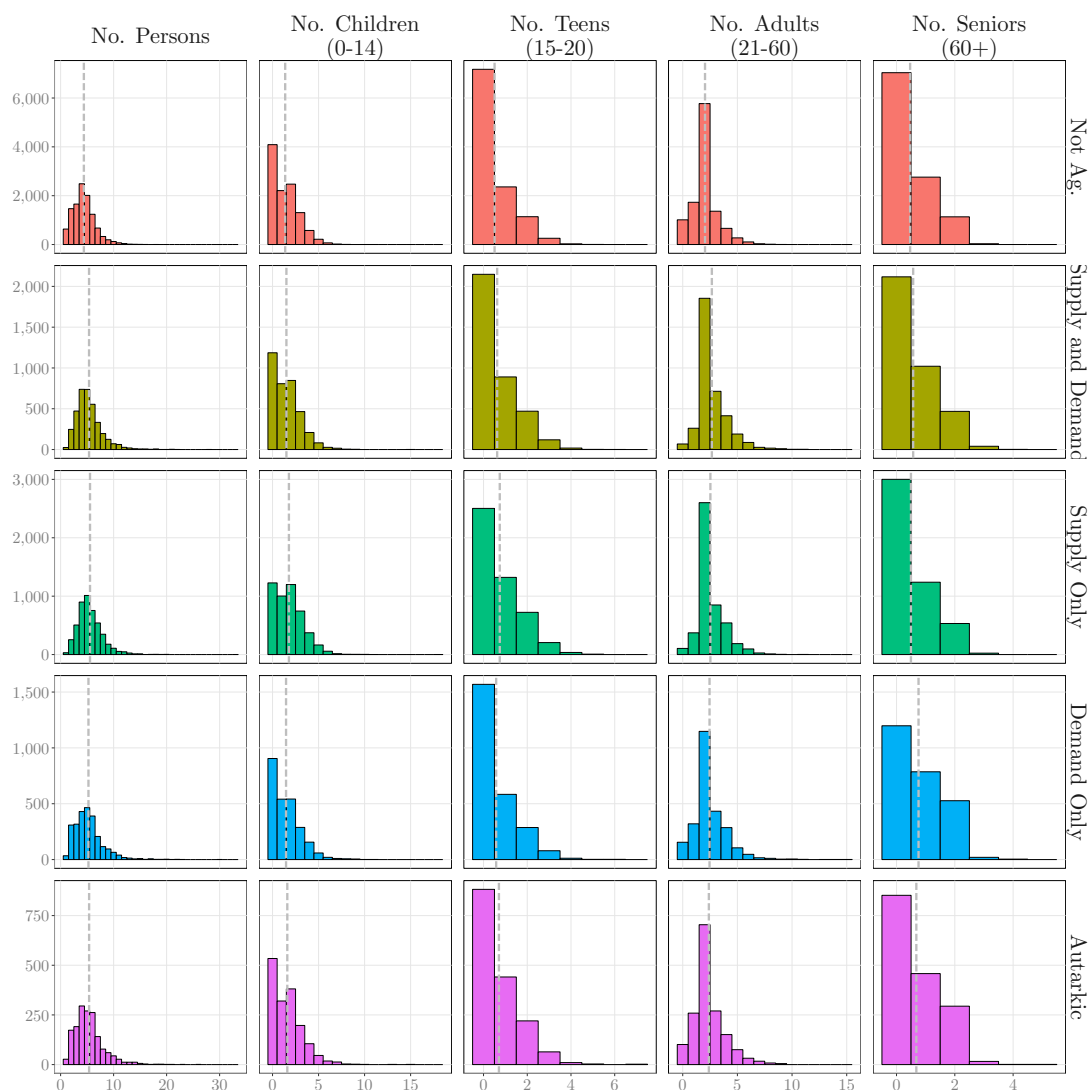 No. Persons
No. Children
(0-14)
No. Teens
(15-20)
No. Adults
(21-60)
No. Seniors
(60+)
6,000
4,000
2,000
0
Not Ag.
2,000
1,500
1,000
500
0
Supply and Demand
3,000
2,000
1,000
0
Supply Only
1,500
1,000
500
0
Demand Only
750
500
250
0
Autarkic
0 10 20 30
0 5 10 15
0 2 4 6
0 5 10 15
0 2 4